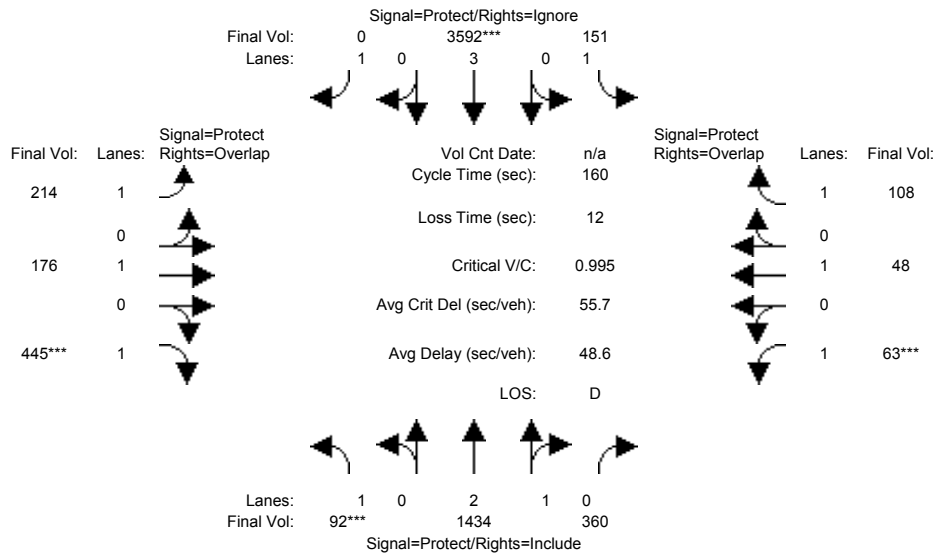 Signal=Protect/Rights=Ignore
Final Vol: 0 3592*** 151
Lanes: 1 0 3 0 1
Signal=Protect Signal=Protect
Final Vol: Lanes: Rights=Overlap Vol Cnt Date: n/a Rights=Overlap Lanes: Final Vol:
Cycle Time (sec): 160
214 1 1 108
Loss Time (sec): 12
0 0
176 1 Critical V/C: 0.995 1 48
0 Avg Crit Del (sec/veh): 55.7 0
445*** 1 Avg Delay (sec/veh): 48.6 1 63***
LOS: D
Lanes: 1 0 2 1 0
Final Vol: 92*** 1434 360
Signal=Protect/Rights=Include